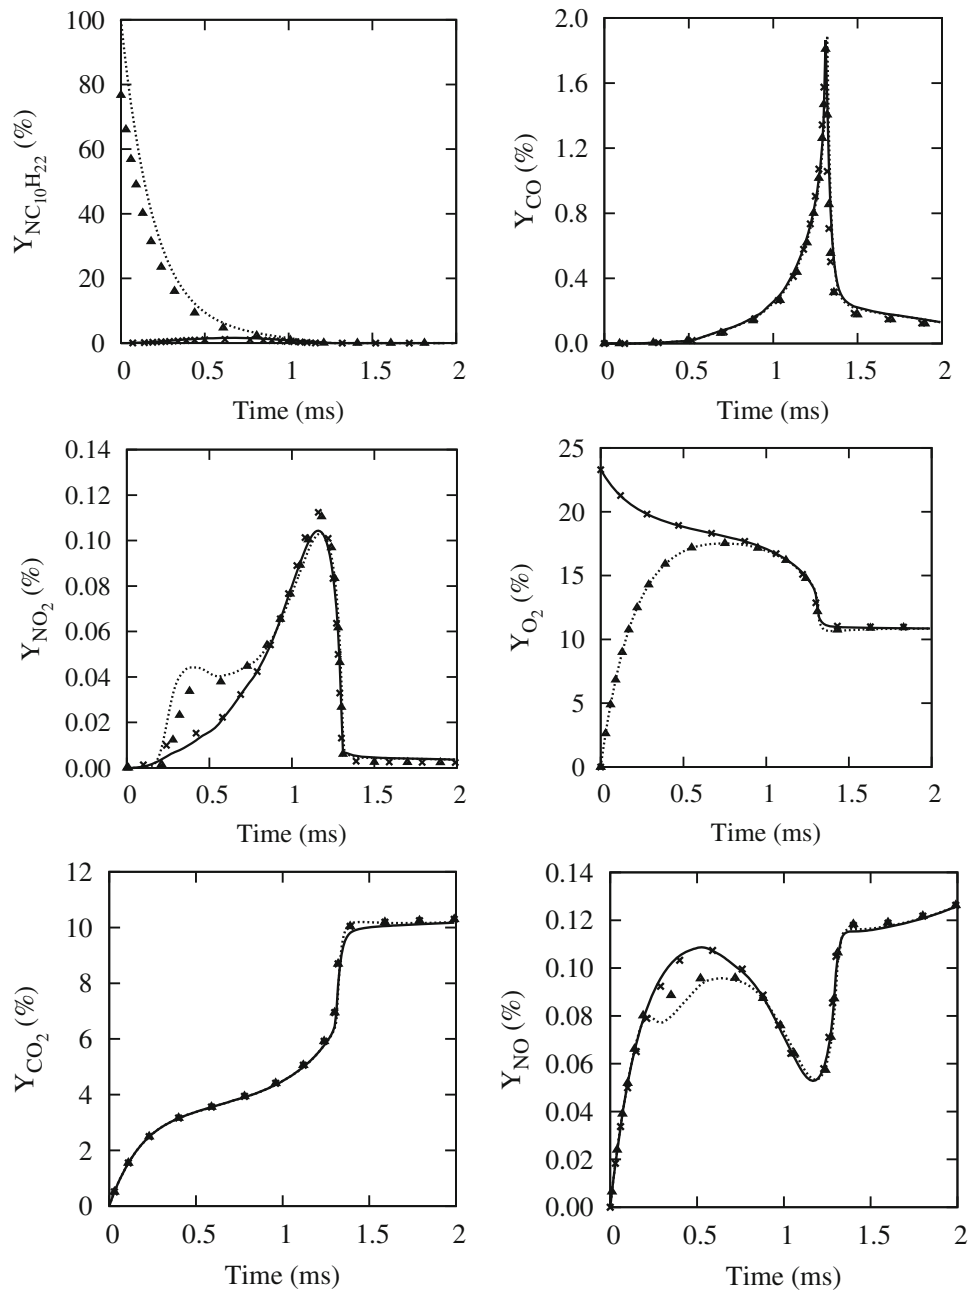 100
80
60
40
20
0
Y_NC10H22 (%)
0 0.5 1 1.5 2
Time (ms)
2.0
1.6
1.2
0.8
0.4
0.0
Y_CO (%)
0 0.5 1 1.5 2
Time (ms)
0.14
0.12
0.10
0.08
0.06
0.04
0.02
0.00
Y_NO2 (%)
0 0.5 1 1.5 2
Time (ms)
25
20
15
10
5
0
Y_O2 (%)
0 0.5 1 1.5 2
Time (ms)
12
10
8
6
4
2
0
Y_CO2 (%)
0 0.5 1 1.5 2
Time (ms)
0.14
0.12
0.10
0.08
0.06
0.04
0.02
0.00
Y_NO (%)
0 0.5 1 1.5 2
Time (ms)